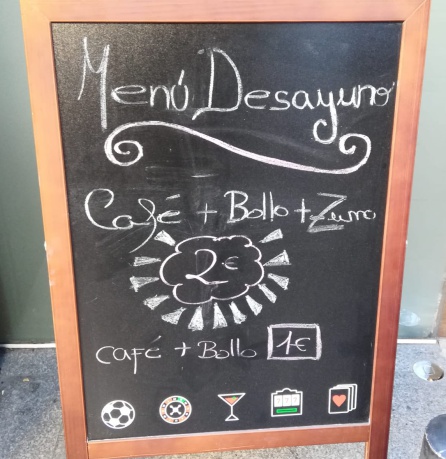 Menú Desayuno
Café + Bollo + Zumo
2€
café + Bollo 1€